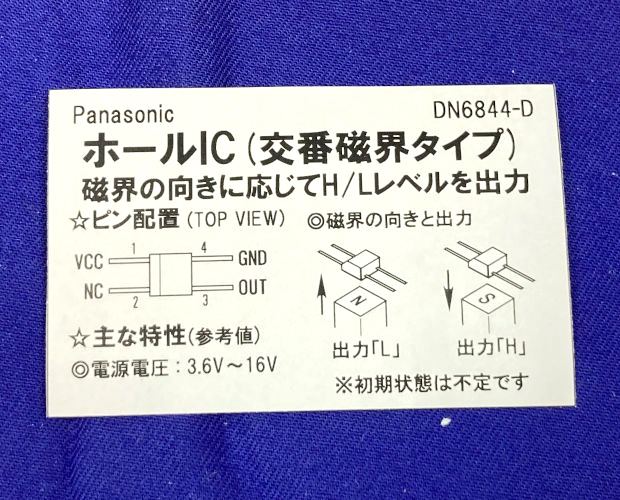 Panasonic DN6844-D
ホールIC(交番磁界タイプ)
磁界の向きに応じてH/Lレベルを出力
☆ピン配置(TOP VIEW)
VCC 1 4 GND
NC 2 3 OUT
◎磁界の向きと出力
N S
出力「L」 出力「H」
※初期状態は不定です
☆主な特性(参考値)
◎電源電圧:3.6V～16V